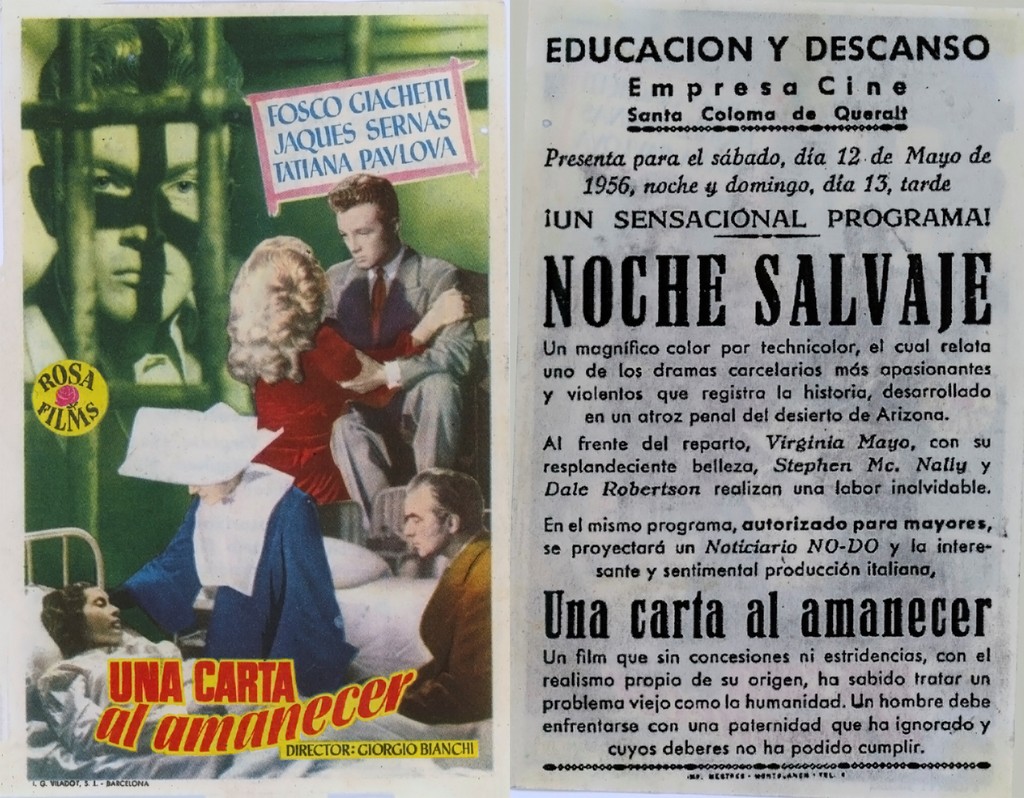 FOSCO GIACHETTI
JAQUES SERNAS
TATIANA PAVLOVA
ROSA
FILMS
UNA CARTA
al amanecer
DIRECTOR: GIORGIO BIANCHI
I. G. VILADOT, S. L. - BARCELONA
EDUCACION Y DESCANSO
Empresa Cine
Santa Coloma de Queralt
Presenta para el sábado, día 12 de Mayo de
1956, noche y domingo, día 13, tarde
¡UN SENSACIONAL PROGRAMA!
NOCHE SALVAJE
Un magnífico color por technicolor, el cual relata
uno de los dramas carcelarios más apasionantes
y violentos que registra la historia, desarrollado
en un atroz penal del desierto de Arizona.
Al frente del reparto, Virginia Mayo, con su
resplandeciente belleza, Stephen Mc. Nally y
Dale Robertson realizan una labor inolvidable.
En el mismo programa, autorizado para mayores,
se proyectará un Noticiario NO-DO y la intere-
sante y sentimental producción italiana,
Una carta al amanecer
Un film que sin concesiones ni estridencias, con el
realismo propio de su origen, ha sabido tratar un
problema viejo como la humanidad. Un hombre debe
enfrentarse con una paternidad que ha ignorado y
cuyos deberes no ha podido cumplir.
IMP. MESTRES - MONTBLANCH - TEL. 6